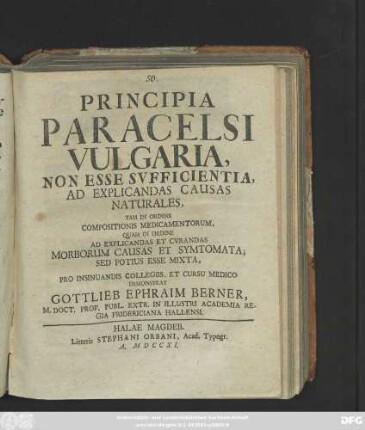 50.
PRINCIPIA
PARACELSI
VULGARIA,
NON ESSE SVFFICIENTIA,
AD EXPLICANDAS CAUSAS
NATURALES,
TAM IN ORDINE
COMPOSITIONIS MEDICAMENTORUM,
QUAM IN ORDINE
AD EXPLICANDAS ET CVRANDAS
MORBORUM CAUSAS ET SYMTOMATA;
SED POTIUS ESSE MIXTA,
PRO INSINUANDIS COLLEGIIS, ET CURSU MEDICO
DEMONSTRAT
GOTTLIEB EPHRAIM BERNER,
M. DOCT. PROF. PUBL. EXTR. IN ILLUSTRI ACADEMIA RE-
GIA FRIDERICIANA HALLENSI.
HALAE MAGDEB.
Litteris STEPHANI ORBANI, Acad. Typogr.
A. MDCCXI.